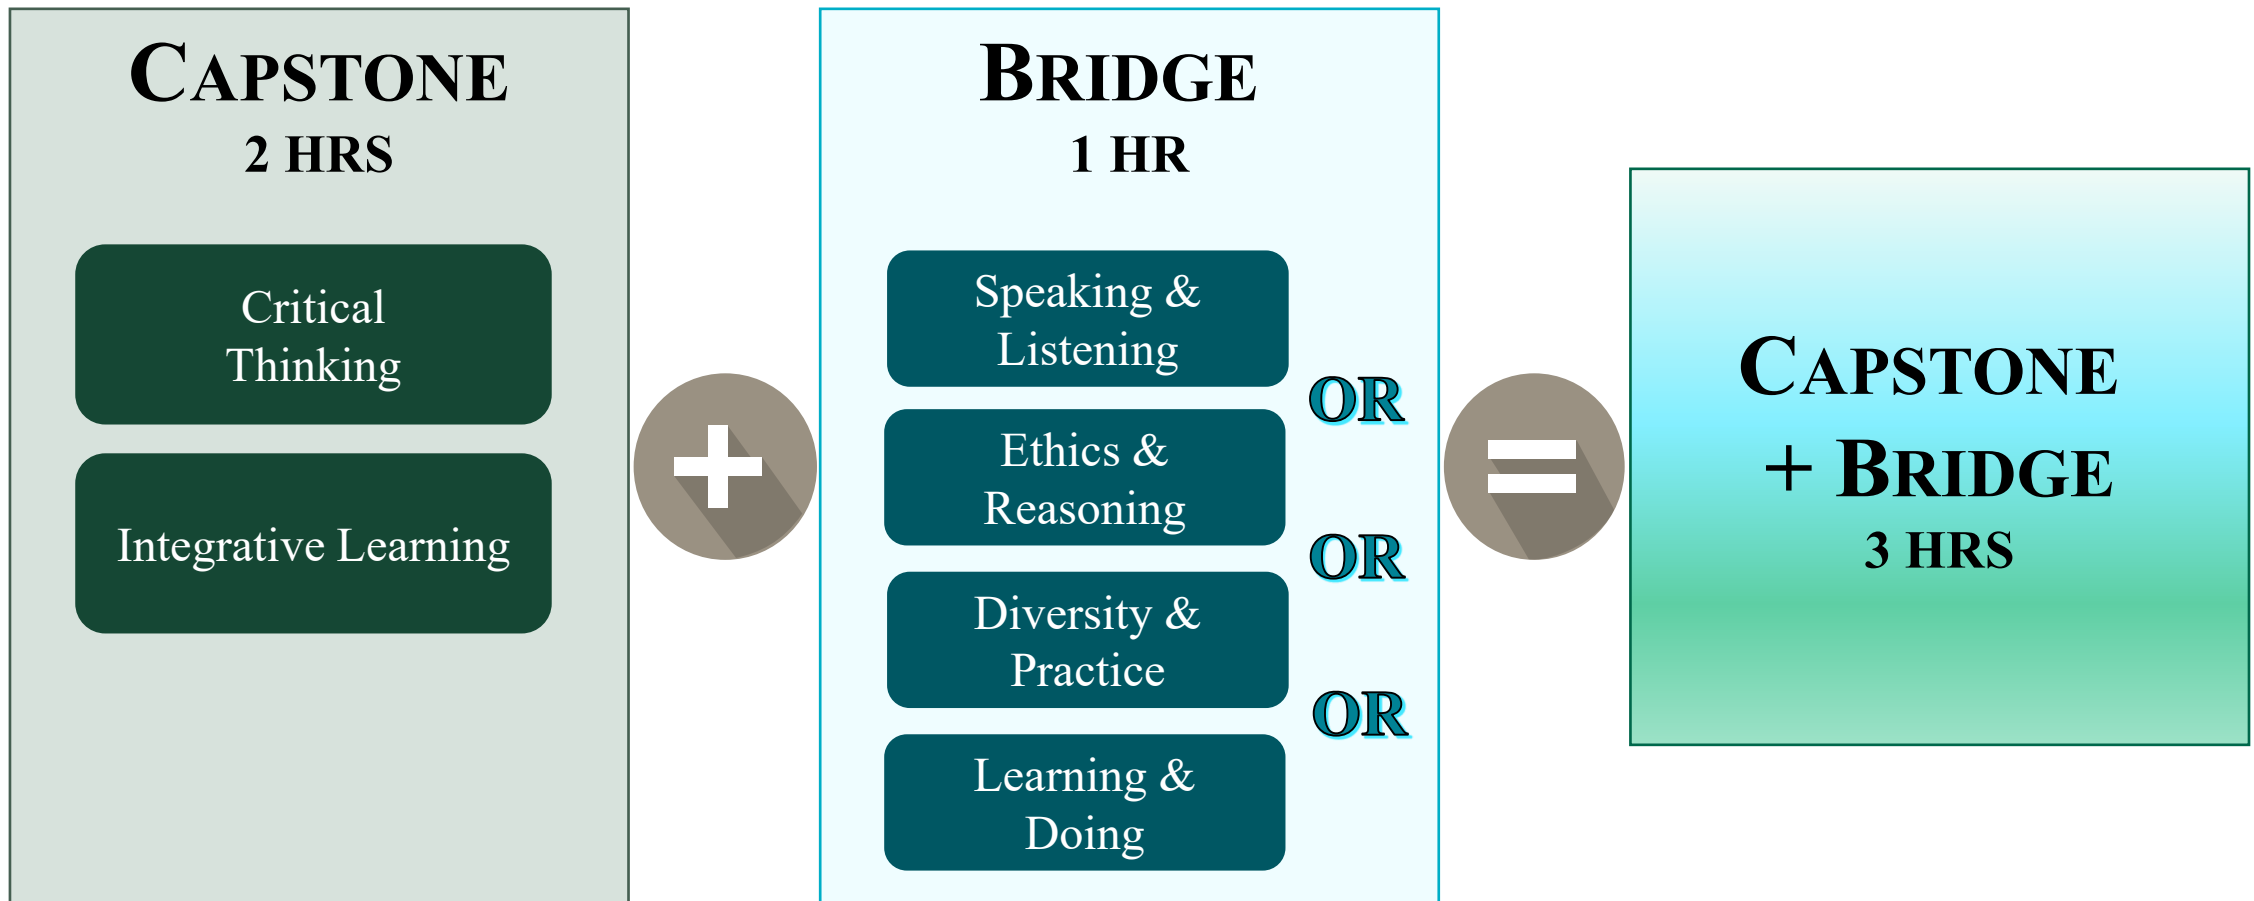 CAPSTONE
2 HRS
Critical
Thinking
Integrative Learning
+
BRIDGE
1 HR
Speaking &
Listening
OR
Ethics &
Reasoning
OR
Diversity &
Practice
OR
Learning &
Doing
=
CAPSTONE
+ BRIDGE
3 HRS